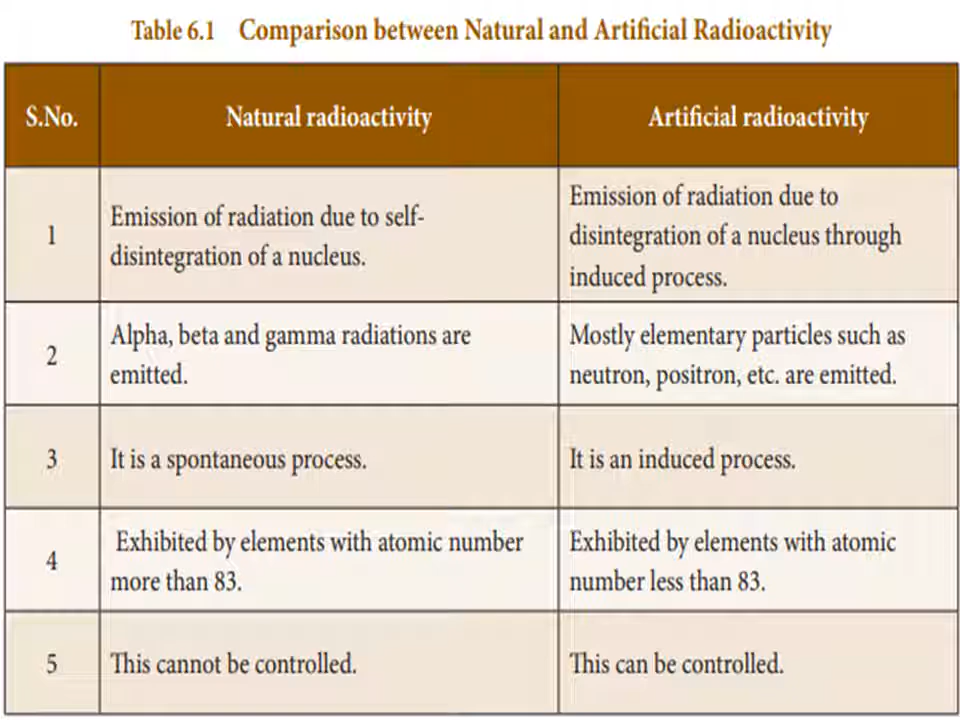 Table 6.1 Comparison between Natural and Artificial Radioactivity
S.No. Natural radioactivity Artificial radioactivity
1
Emission of radiation due to self-
disintegration of a nucleus.
Emission of radiation due to
disintegration of a nucleus through
induced process.
2
Alpha, beta and gamma radiations are
emitted.
Mostly elementary particles such as
neutron, positron, etc. are emitted.
3
It is a spontaneous process.
It is an induced process.
4
Exhibited by elements with atomic number
more than 83.
Exhibited by elements with atomic
number less than 83.
5
This cannot be controlled.
This can be controlled.